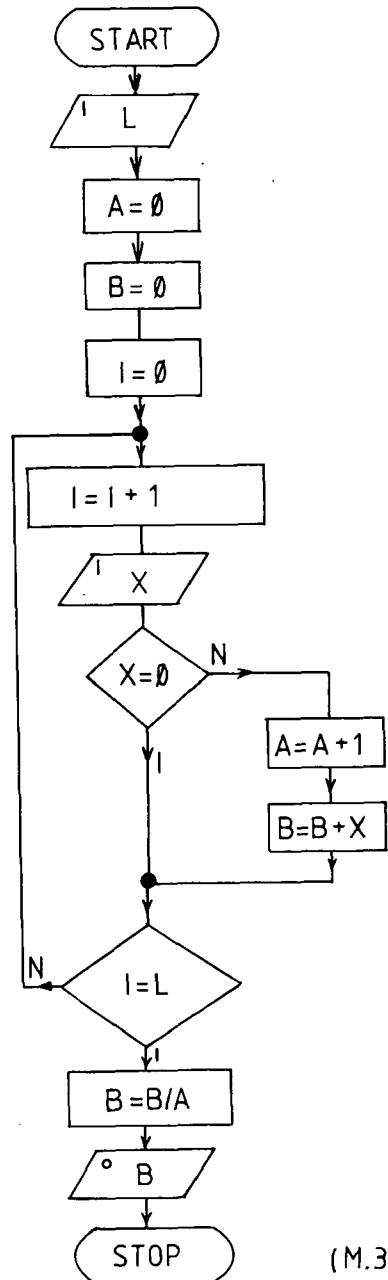 START
I L
A = Ø
B = Ø
I = Ø
I = I + 1
I X
X = Ø
N
I
A = A + 1
B = B + X
I = L
N
I
B = B/A
O B
STOP
(M.3